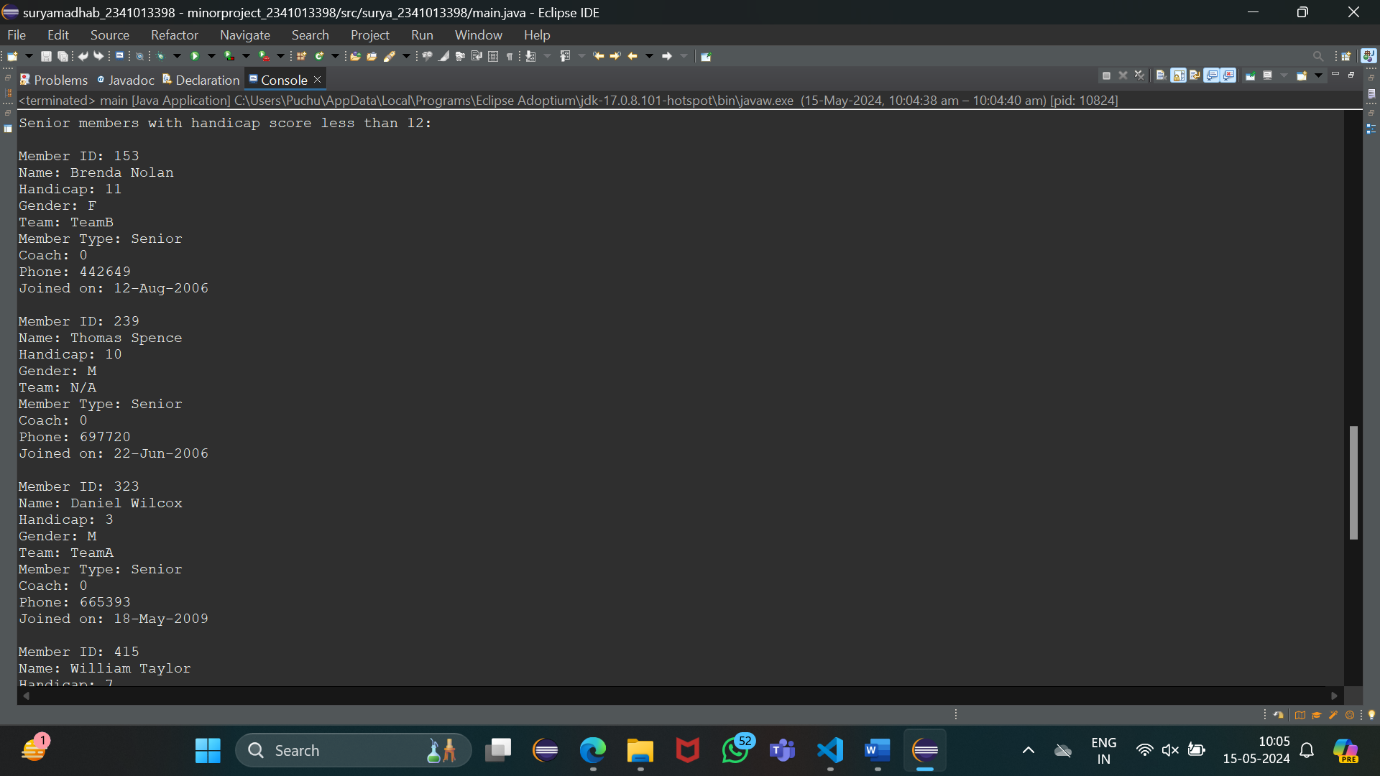 suryamadhab_2341013398 - minorproject_2341013398/src/surya_2341013398/main.java - Eclipse IDE
File Edit Source Refactor Navigate Search Project Run Window Help
Problems Javadoc Declaration Console
<terminated> main [Java Application] C:\Users\Puchu\AppData\Local\Programs\Eclipse Adoptium\jdk-17.0.8.101-hotspot\bin\javaw.exe (15-May-2024, 10:04:38 am – 10:04:40 am) [pid: 10824]
Senior members with handicap score less than 12:
Member ID: 153
Name: Brenda Nolan
Handicap: 11
Gender: F
Team: TeamB
Member Type: Senior
Coach: 0
Phone: 442649
Joined on: 12-Aug-2006
Member ID: 239
Name: Thomas Spence
Handicap: 10
Gender: M
Team: N/A
Member Type: Senior
Coach: 0
Phone: 697720
Joined on: 22-Jun-2006
Member ID: 323
Name: Daniel Wilcox
Handicap: 3
Gender: M
Team: TeamA
Member Type: Senior
Coach: 0
Phone: 665393
Joined on: 18-May-2009
Member ID: 415
Name: William Taylor
Handicap: 7
1
Search
52
ENG
IN
10:05
15-05-2024
PRE